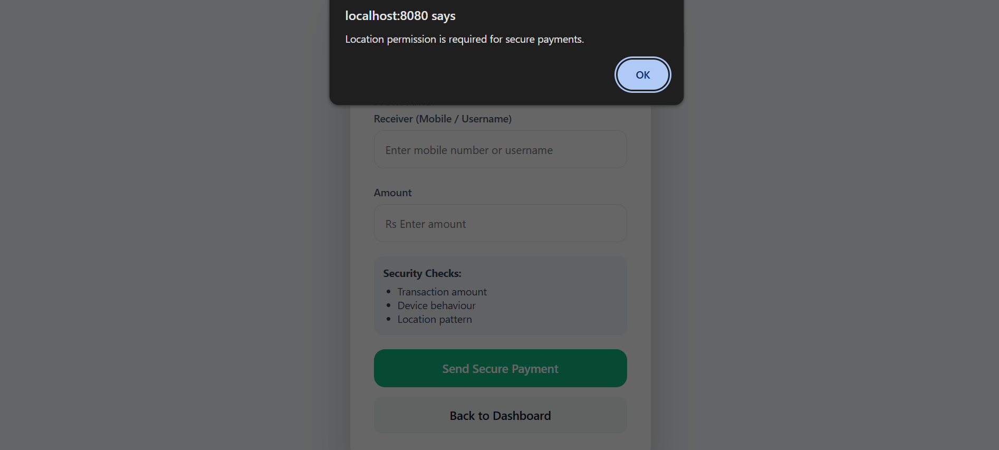 localhost:8080 says
Location permission is required for secure payments.
OK
Receiver (Mobile / Username)
Enter mobile number or username
Amount
Rs Enter amount
Security Checks:
Transaction amount
Device behaviour
Location pattern
Send Secure Payment
Back to Dashboard